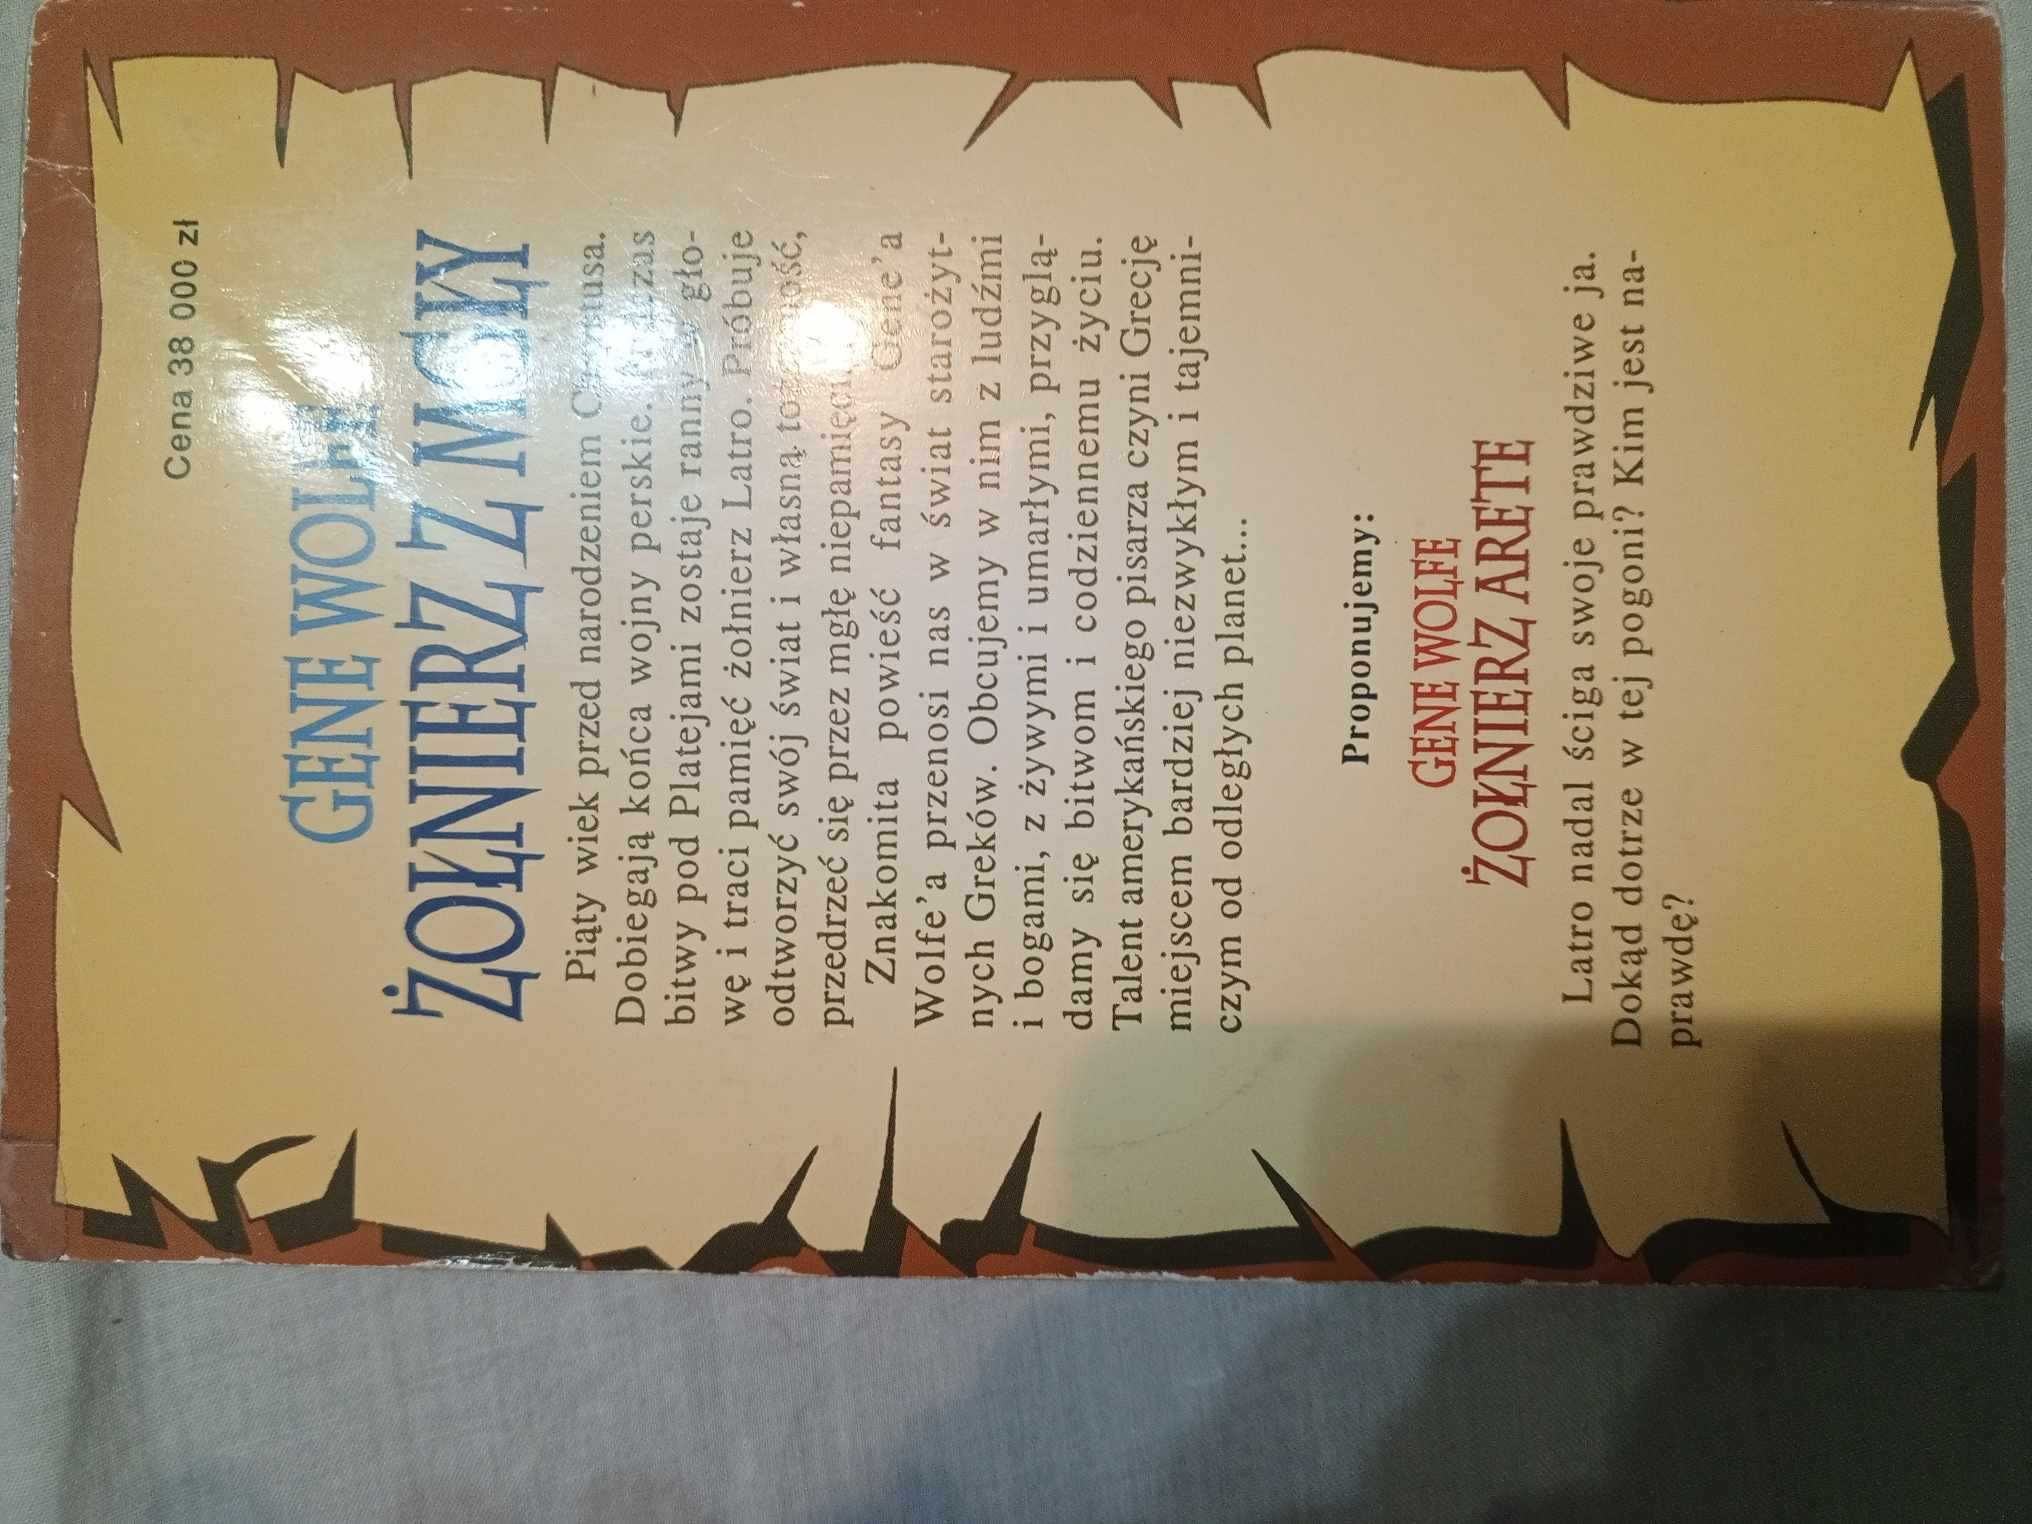 Cena 38 000 zł
GENE WOLFE
ŻOŁNIERZ Z MGŁY
Piąty wiek przed narodzeniem Chrystusa.
Dobiegają końca wojny perskie. Podczas
bitwy pod Platejami zostaje ranny w gło-
wę i traci pamięć żołnierz Latro. Próbuje
odtworzyć swój świat i własną tożsamość,
przedrzeć się przez mgłę niepamięci.
Znakomita powieść fantasy Gene'a
Wolfe'a przenosi nas w świat starożyt-
nych Greków. Obcujemy w nim z ludźmi
i bogami, z żywymi i umarłymi, przyglą-
damy się bitwom i codziennemu życiu.
Talent amerykańskiego pisarza czyni Grecję
miejscem bardziej niezwykłym i tajemni-
czym od odległych planet...
Proponujemy:
GENE WOLFE
ŻOŁNIERZ ARETE
Latro nadal ściga swoje prawdziwe ja.
Dokąd dotrze w tej pogoni? Kim jest na-
prawdę?